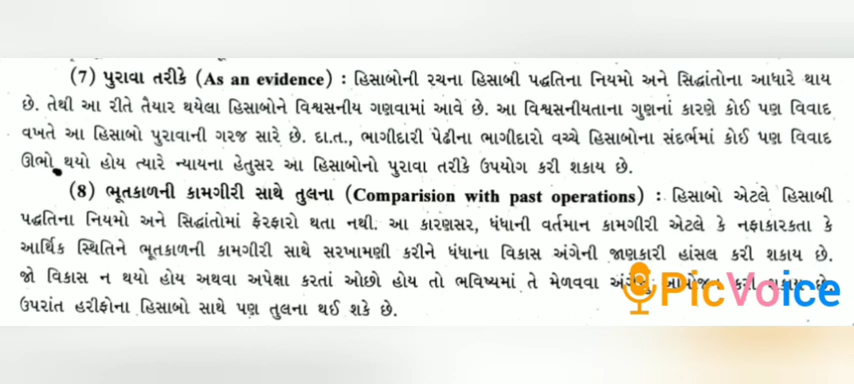 (7) પુરાવા તરીકે (As an evidence) : હિસાબોની રચના હિસાબી પદ્ધતિના નિયમો અને સિદ્ધાંતોના આધારે થાય
છે. તેથી આ રીતે તૈયાર થયેલા હિસાબોને વિશ્વસનીય ગણવામાં આવે છે. આ વિશ્વસનીયતાના ગુણનાં કારણે કોઈ પણ વિવાદ
વખતે આ હિસાબો પુરાવાની ગરજ સારે છે. દા.ત., ભાગીદારી પેઢીના ભાગીદારો વચ્ચે હિસાબોના સંદર્ભમાં કોઈ પણ વિવાદ
ઊભો થયો હોય ત્યારે ન્યાયના હેતુસર આ હિસાબોનો પુરાવા તરીકે ઉપયોગ કરી શકાય છે.
(8) ભૂતકાળની કામગીરી સાથે તુલના (Comparision with past operations) : હિસાબો એટલે હિસાબી
પદ્ધતિના નિયમો અને સિદ્ધાંતોમાં ફેરફારો થતા નથી. આ કારણસર, ધંધાની વર્તમાન કામગીરી એટલે કે નફાકારકતા કે
આર્થિક સ્થિતિને ભૂતકાળની કામગીરી સાથે સરખામણી કરીને ધંધાના વિકાસ અંગેની જાણકારી હાંસલ કરી શકાય છે.
જો વિકાસ ન થયો હોય અથવા અપેક્ષા કરતાં ઓછો હોય તો ભવિષ્યમાં તે મેળવવા કરી શકાય છે.
PicVoice
ઉપરાંત હરીફોના હિસાબ સાથે પણ તુલના થઈ શકે છે.